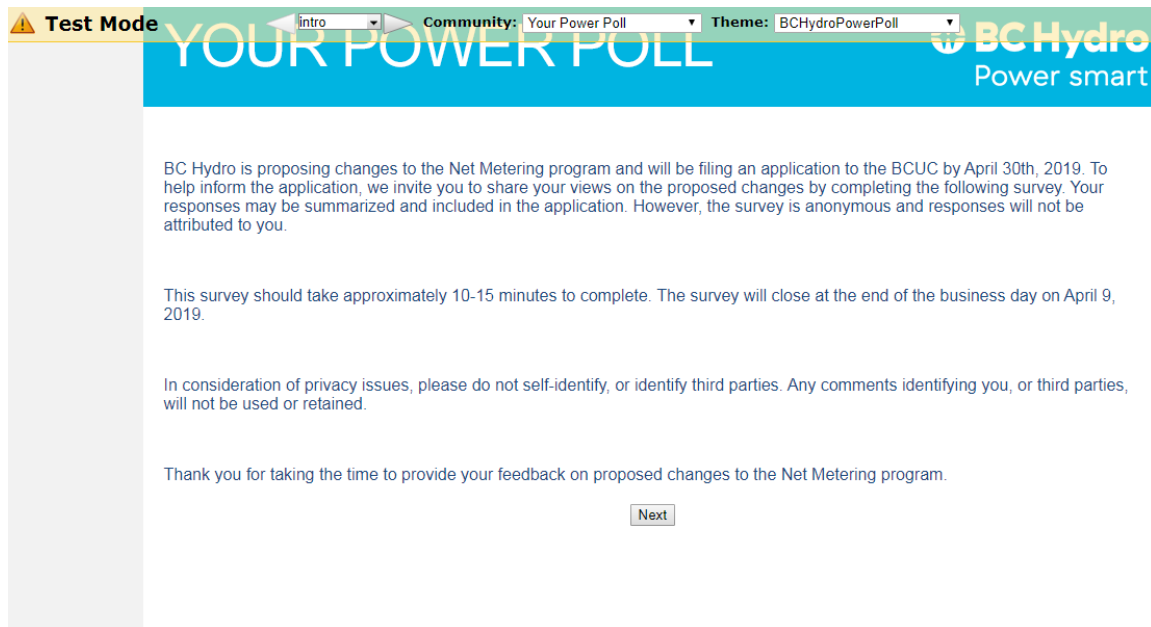 Test Mode intro Community: Your Power Poll Theme: BCHydroPowerPoll
YOUR POWER POLL
BC Hydro
Power smart
BC Hydro is proposing changes to the Net Metering program and will be filing an application to the BCUC by April 30th, 2019. To
help inform the application, we invite you to share your views on the proposed changes by completing the following survey. Your
responses may be summarized and included in the application. However, the survey is anonymous and responses will not be
attributed to you.
This survey should take approximately 10-15 minutes to complete. The survey will close at the end of the business day on April 9,
2019.
In consideration of privacy issues, please do not self-identify, or identify third parties. Any comments identifying you, or third parties,
will not be used or retained.
Thank you for taking the time to provide your feedback on proposed changes to the Net Metering program.
Next